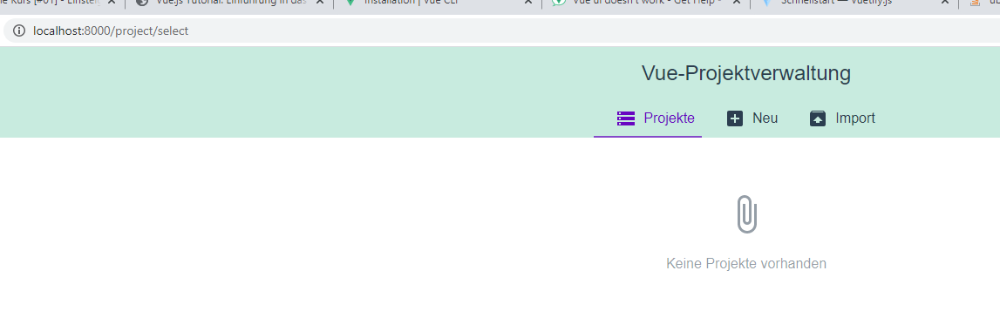 Kurs [#01] - Einsteig
Vue.js Tutorial: Einführung in das
Installation | Vue CLI
Vue ui doesn't work - Get Help -
Schnellstart — Vuetify.js
localhost:8000/project/select
Vue-Projektverwaltung
Projekte
Neu
Import
Keine Projekte vorhanden